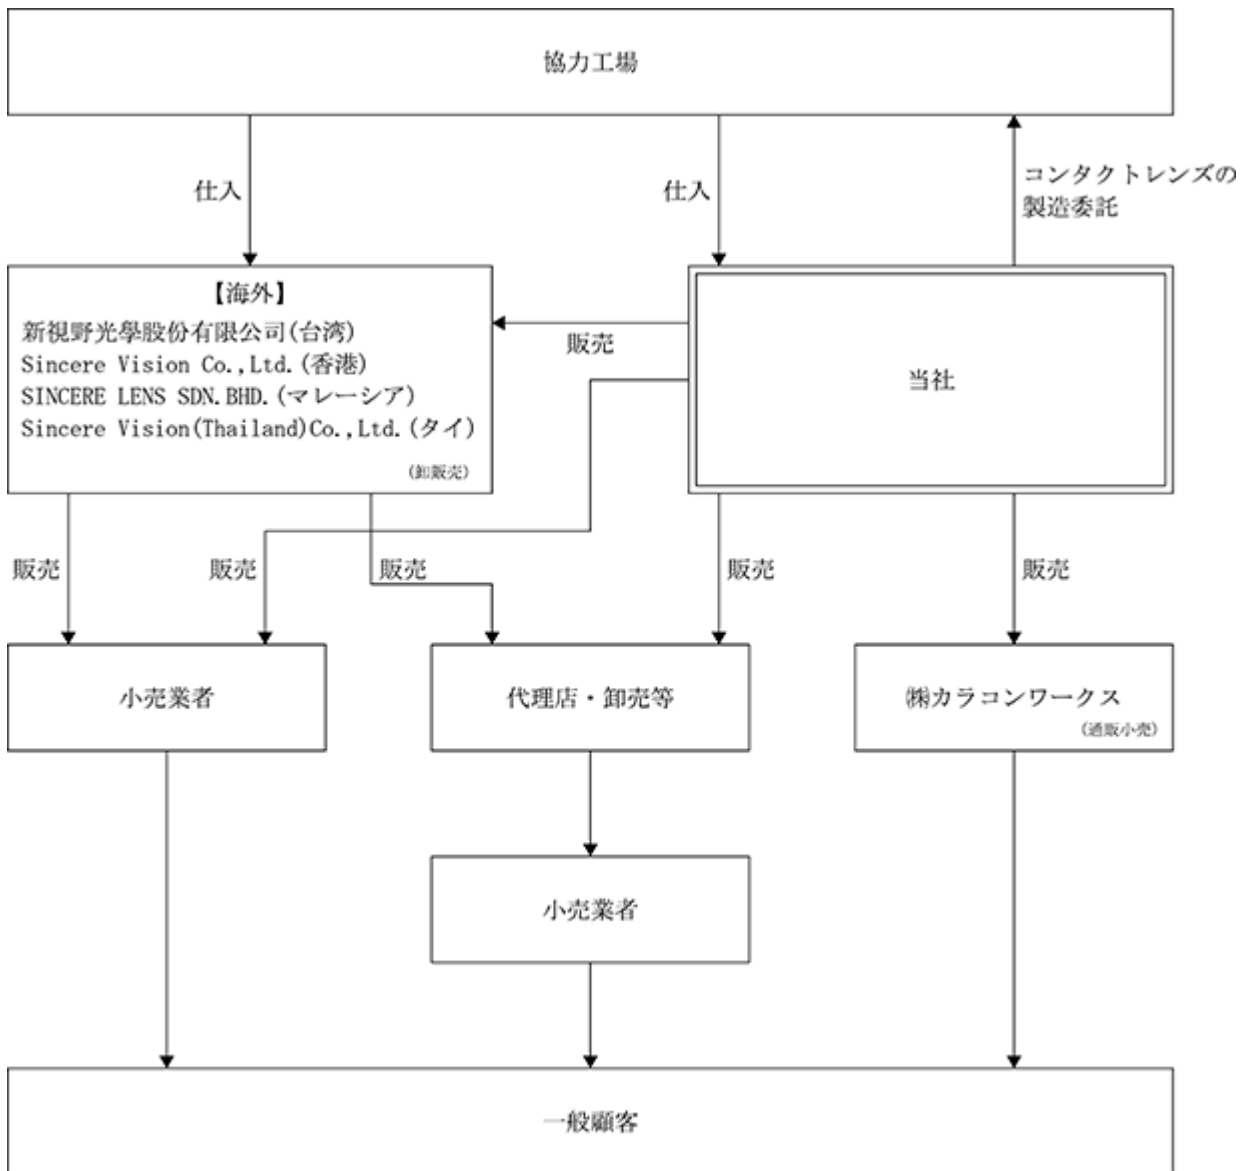 協力工場
仕入
仕入
コンタクトレンズの
製造委託
【海外】
新視野光學股份有限公司(台湾)
Sincere Vision Co.,Ltd.(香港)
SINCERE LENS SDN.BHD.(マレーシア)
Sincere Vision(Thailand)Co.,Ltd.(タイ)
(卸販売)
販売
当社
販売
販売
販売
販売
販売
小売業者
代理店・卸売等
㈱カラコンワークス
(通販小売)
小売業者
一般顧客